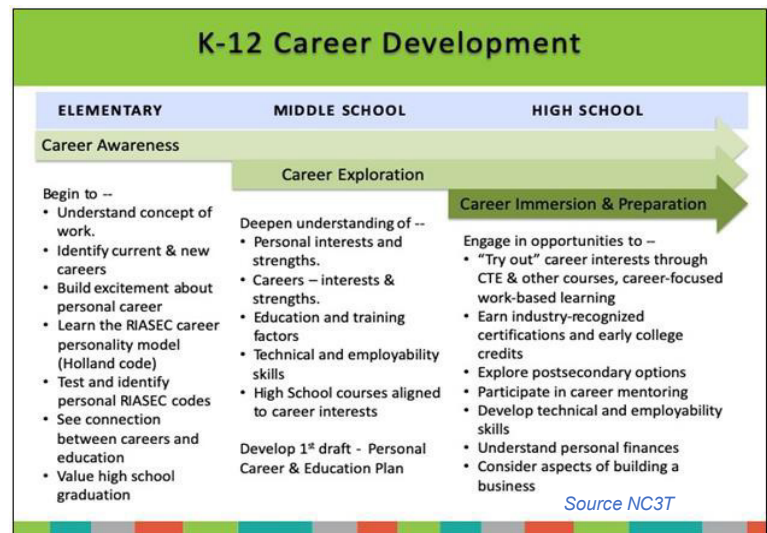 K-12 Career Development
ELEMENTARY
MIDDLE SCHOOL
HIGH SCHOOL
Career Awareness
Career Exploration
Career Immersion & Preparation
Begin to --
• Understand concept of
work.
• Identify current & new
careers
• Build excitement about
personal career
• Learn the RIASEC career
personality model
(Holland code)
• Test and identify
personal RIASEC codes
• See connection
between careers and
education
• Value high school
graduation
Deepen understanding of --
• Personal interests and
strengths.
• Careers – interests &
strengths.
• Education and training
factors
• Technical and employability
skills
• High School courses aligned
to career interests
Develop 1st draft - Personal
Career & Education Plan
Engage in opportunities to –
• “Try out” career interests through
CTE & other courses, career-focused
work-based learning
• Earn industry-recognized
certifications and early college
credits
• Explore postsecondary options
• Participate in career mentoring
• Develop technical and employability
skills
• Understand personal finances
• Consider aspects of building a
business
Source NC3T